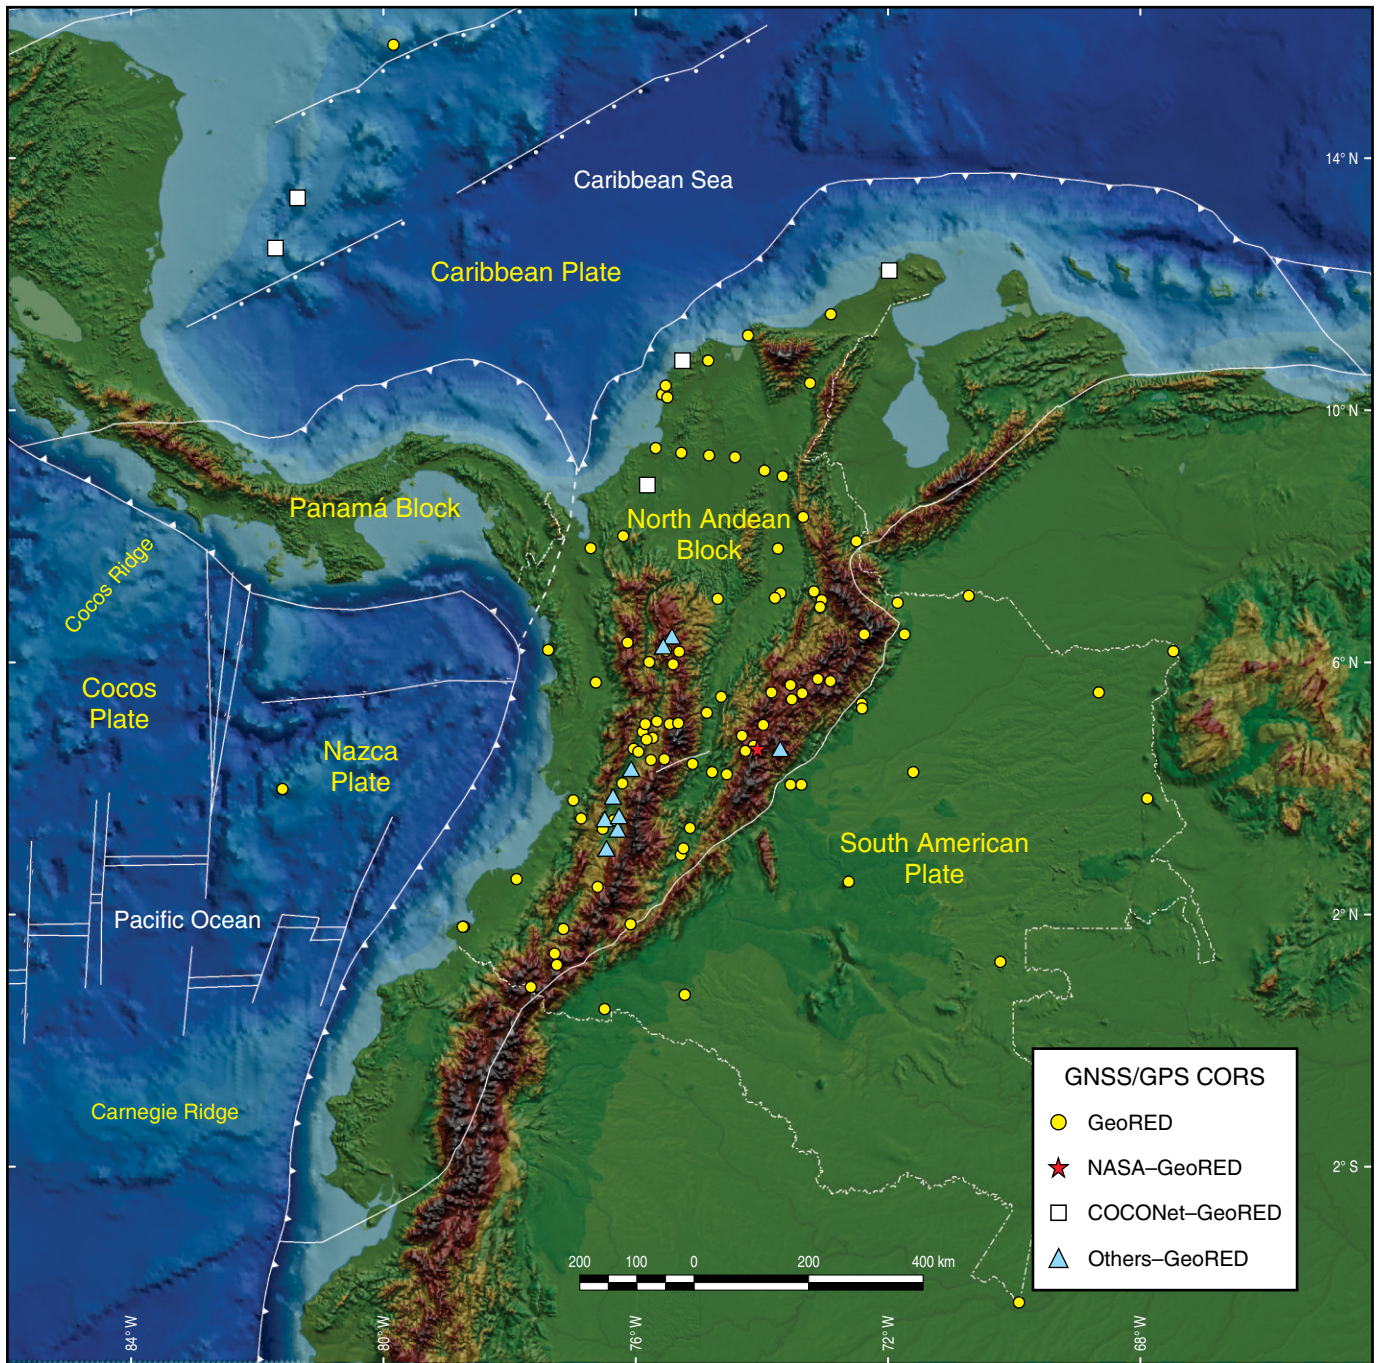 Caribbean Sea
14° N
Caribbean Plate
10° N
Panamá Block
North Andean
Block
Cocos Ridge
6° N
Cocos
Plate
Nazca
Plate
South American
Plate
Pacific Ocean
2° N
GNSS/GPS CORS
Carnegie Ridge
GeoRED
NASA–GeoRED
2° S
COCONet–GeoRED
Others–GeoRED
200 100 0 200 400 km
84° W
80° W
76° W
72° W
68° W